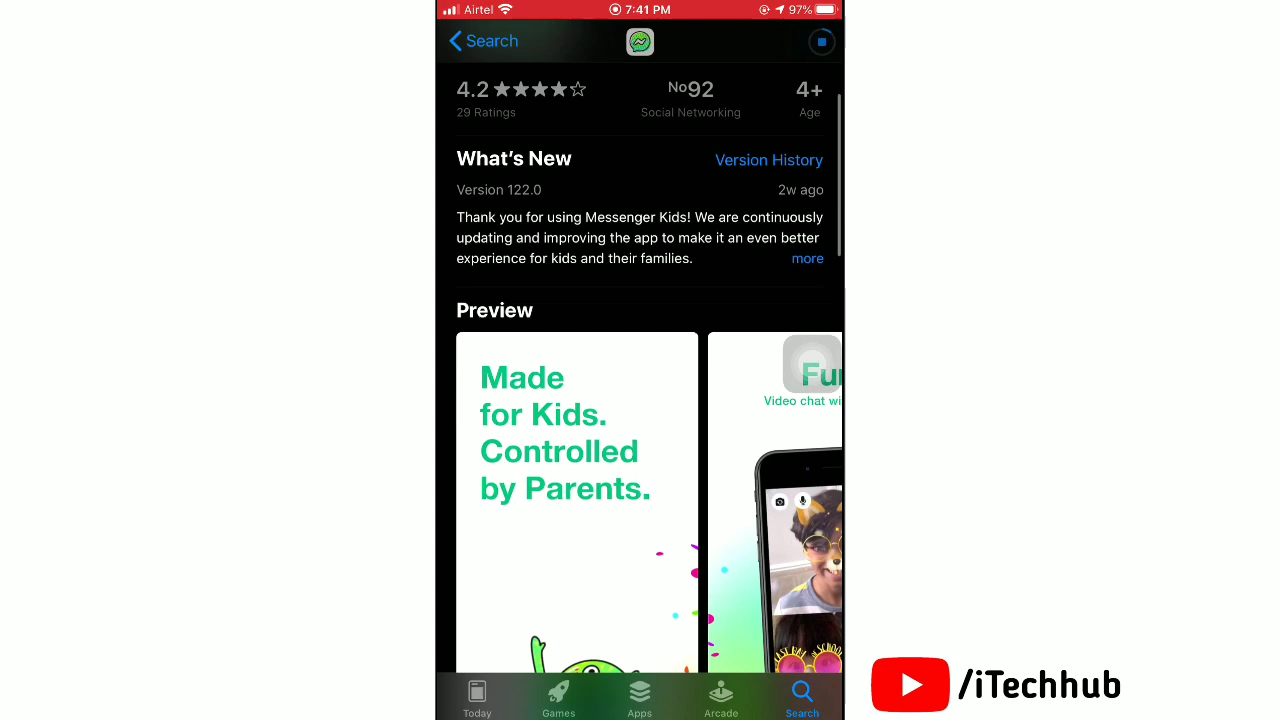 Airtel 7:41 PM 97%
Search
4.2 No92 4+
29 Ratings Social Networking Age
What's New Version History
Version 122.0 2w ago
Thank you for using Messenger Kids! We are continuously
updating and improving the app to make it an even better
experience for kids and their families. more
Preview
Made
for Kids.
Controlled
by Parents.
Fu
Video chat wi
Today Games Apps Arcade Search
/iTechhub